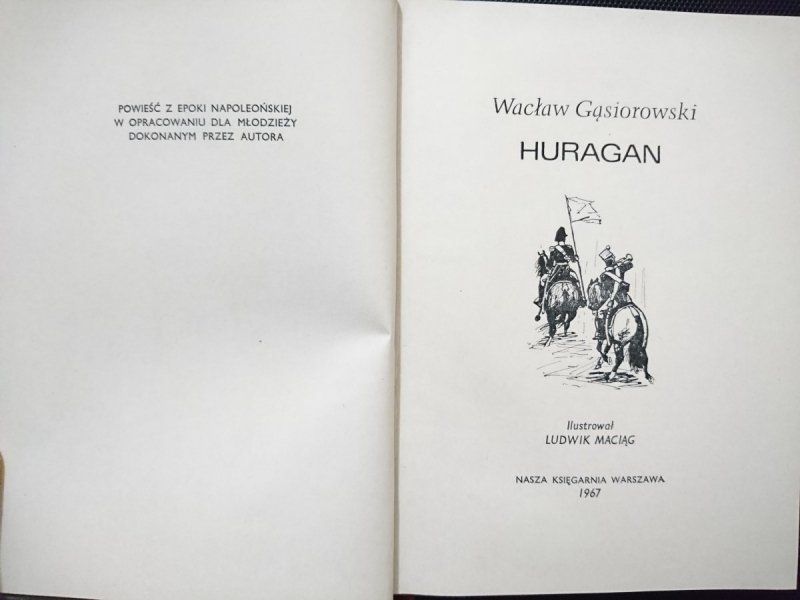 POWIEŚĆ Z EPOKI NAPOLEOŃSKIEJ
W OPRACOWANIU DLA MŁODZIEŻY
DOKONANYM PRZEZ AUTORA
Wacław Gąsiorowski
HURAGAN
Ilustrował
LUDWIK MACIĄG
NASZA KSIĘGARNIA WARSZAWA
1967